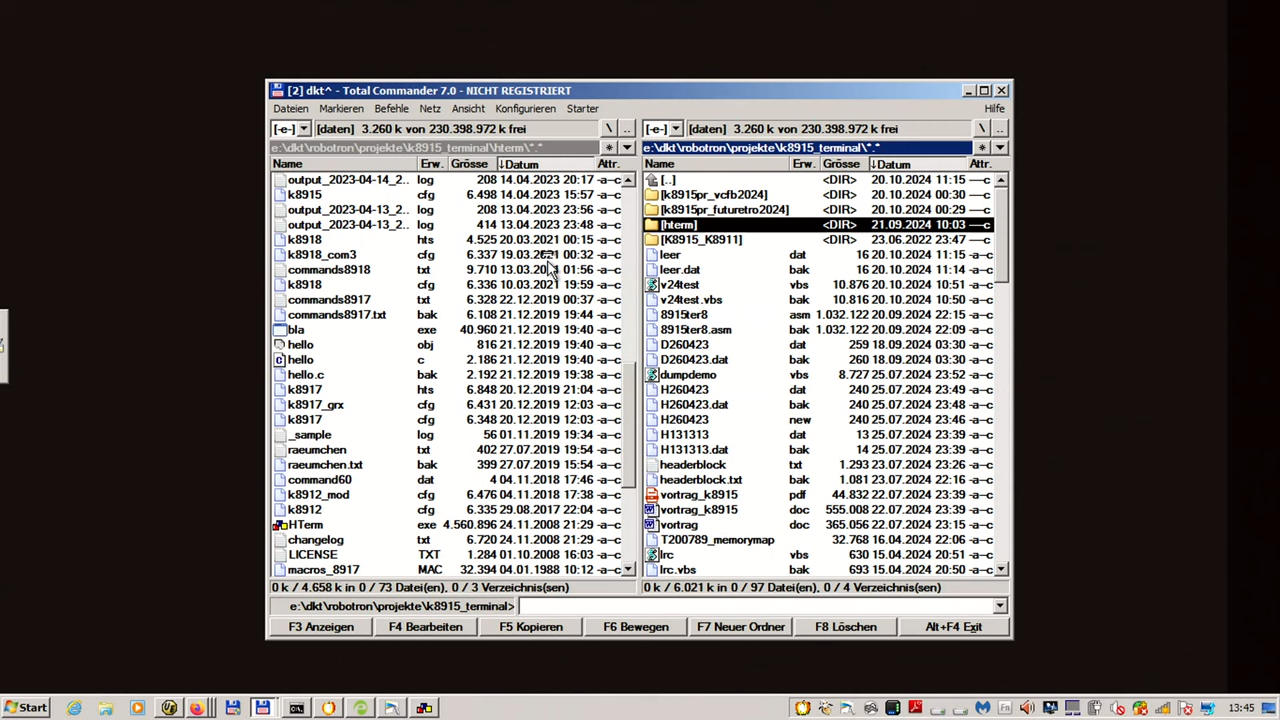 [2] dkt^ - Total Commander 7.0 - NICHT REGISTRIERT
Dateien Markieren Befehle Netz Ansicht Konfigurieren Starter Hilfe
[-e-] [daten] 3.260 k von 230.398.972 k frei \ ..
[-e-] [daten] 3.260 k von 230.398.972 k frei \ ..
e:\dkt\robotron\projekte\k8915_terminal\hterm\*.* *
e:\dkt\robotron\projekte\k8915_terminal\*.* *
Name Erw. Grösse ↓Datum Attr.
output_2023-04-14_2.. log 208 14.04.2023 20:17 -a–c
k8915 cfg 6.498 14.04.2023 15:57 -a–c
output_2023-04-13_2.. log 208 13.04.2023 23:56 -a–c
output_2023-04-13_2.. log 414 13.04.2023 23:48 -a–c
k8918 hts 4.525 20.03.2021 00:15 -a–c
k8918_com3 cfg 6.337 19.03.2021 00:32 -a–c
commands8918 txt 9.710 13.03.2021 01:56 -a–c
k8918 cfg 6.336 10.03.2021 19:59 -a–c
commands8917 txt 6.328 22.12.2019 00:37 -a–c
commands8917.txt bak 6.108 21.12.2019 19:44 -a–c
bla exe 40.960 21.12.2019 19:40 -a–c
hello obj 816 21.12.2019 19:40 -a–c
hello c 2.186 21.12.2019 19:40 -a–c
hello.c bak 2.192 21.12.2019 19:38 -a–c
k8917 hts 6.848 20.12.2019 21:04 -a–c
k8917_grx cfg 6.431 20.12.2019 12:03 -a–c
k8917 cfg 6.348 20.12.2019 12:03 -a–c
_sample log 56 01.11.2019 19:34 -a–c
raeumchen txt 402 27.07.2019 15:54 -a–c
raeumchen.txt bak 399 27.07.2019 15:54 -a–c
command60 dat 4 04.11.2018 17:46 -a–c
k8912_mod cfg 6.476 04.11.2018 17:38 -a–c
k8912 cfg 6.335 29.08.2017 22:04 -a–c
HTerm exe 4.560.896 24.11.2008 21:29 -a–c
changelog txt 6.720 24.11.2008 21:29 -a–c
LICENSE TXT 1.284 01.10.2008 16:03 -a–c
macros_8917 MAC 32.394 04.01.1988 10:12 -a–c
0 k / 4.658 k in 0 / 73 Datei(en), 0 / 3 Verzeichnis(sen)
Name Erw. Grösse ↓Datum Attr.
[..] <DIR> 20.10.2024 11:15 —c
[k8915pr_vcfb2024] <DIR> 20.10.2024 00:30 —c
[k8915pr_futuretro2024] <DIR> 20.10.2024 00:29 —c
[hterm] <DIR> 21.09.2024 10:03 —c
[K8915_K8911] <DIR> 23.06.2022 23:47 —c
leer dat 16 20.10.2024 11:15 -a–c
leer.dat bak 16 20.10.2024 11:14 -a–c
v24test vbs 10.876 20.10.2024 10:51 -a–c
v24test.vbs bak 10.816 20.10.2024 10:50 -a–c
8915ter8 asm 1.032.122 20.09.2024 22:15 -a–c
8915ter8.asm bak 1.032.122 20.09.2024 22:09 -a–c
D260423 dat 259 18.09.2024 03:30 -a–c
D260423.dat bak 260 18.09.2024 03:30 -a–c
dumpdemo vbs 8.727 25.07.2024 23:52 -a–c
H260423 dat 240 25.07.2024 23:49 -a–c
H260423.dat bak 240 25.07.2024 23:48 -a–c
H260423 new 240 25.07.2024 23:46 -a–c
H131313 dat 13 25.07.2024 23:39 -a–c
H131313.dat bak 14 25.07.2024 23:39 -a–c
headerblock txt 1.293 23.07.2024 23:26 -a–c
headerblock.txt bak 1.081 23.07.2024 22:16 -a–c
vortrag_k8915 pdf 44.832 22.07.2024 23:39 -a–c
vortrag_k8915 doc 555.008 22.07.2024 23:39 -a–c
vortrag doc 365.056 22.07.2024 23:15 -a–c
T200789_memorymap 32.768 16.04.2024 22:06 -a–c
lrc vbs 630 15.04.2024 20:51 -a–c
lrc.vbs bak 631 15.04.2024 20:50 -a–c
0 k / 6.021 k in 0 / 97 Datei(en), 0 / 4 Verzeichnis(sen)
e:\dkt\robotron\projekte\k8915_terminal>
F3 Anzeigen F4 Bearbeiten F5 Kopieren F6 Bewegen F7 Neuer Ordner F8 Löschen Alt+F4 Exit
Start 13:45